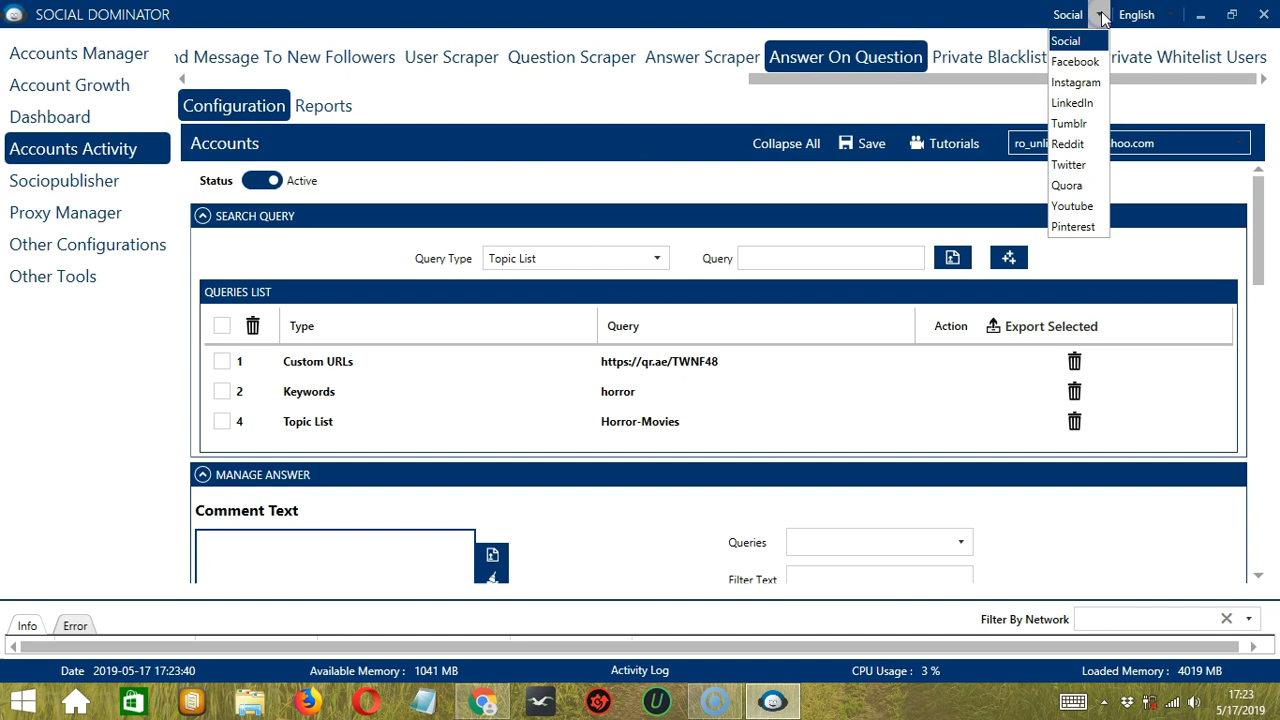 SOCIAL DOMINATOR
Social
English
Social
Facebook
Instagram
LinkedIn
Tumblr
Reddit
Twitter
Quora
Youtube
Pinterest
Accounts Manager
Account Growth
Dashboard
Accounts Activity
Sociopublisher
Proxy Manager
Other Configurations
Other Tools
nd Message To New Followers User Scraper Question Scraper Answer Scraper Answer On Question Private Blacklist rivate Whitelist Users
Configuration Reports
Accounts Collapse All Save Tutorials ro_unli hoo.com
Status Active
SEARCH QUERY
Query Type Topic List Query
QUERIES LIST
Type Query Action Export Selected
1 Custom URLs https://qr.ae/TWNF48
2 Keywords horror
4 Topic List Horror-Movies
MANAGE ANSWER
Comment Text
Queries
Filter Text
Info Error Filter By Network
Date 2019-05-17 17:23:40 Available Memory : 1041 MB Activity Log CPU Usage : 3 % Loaded Memory : 4019 MB
17:23
5/17/2019